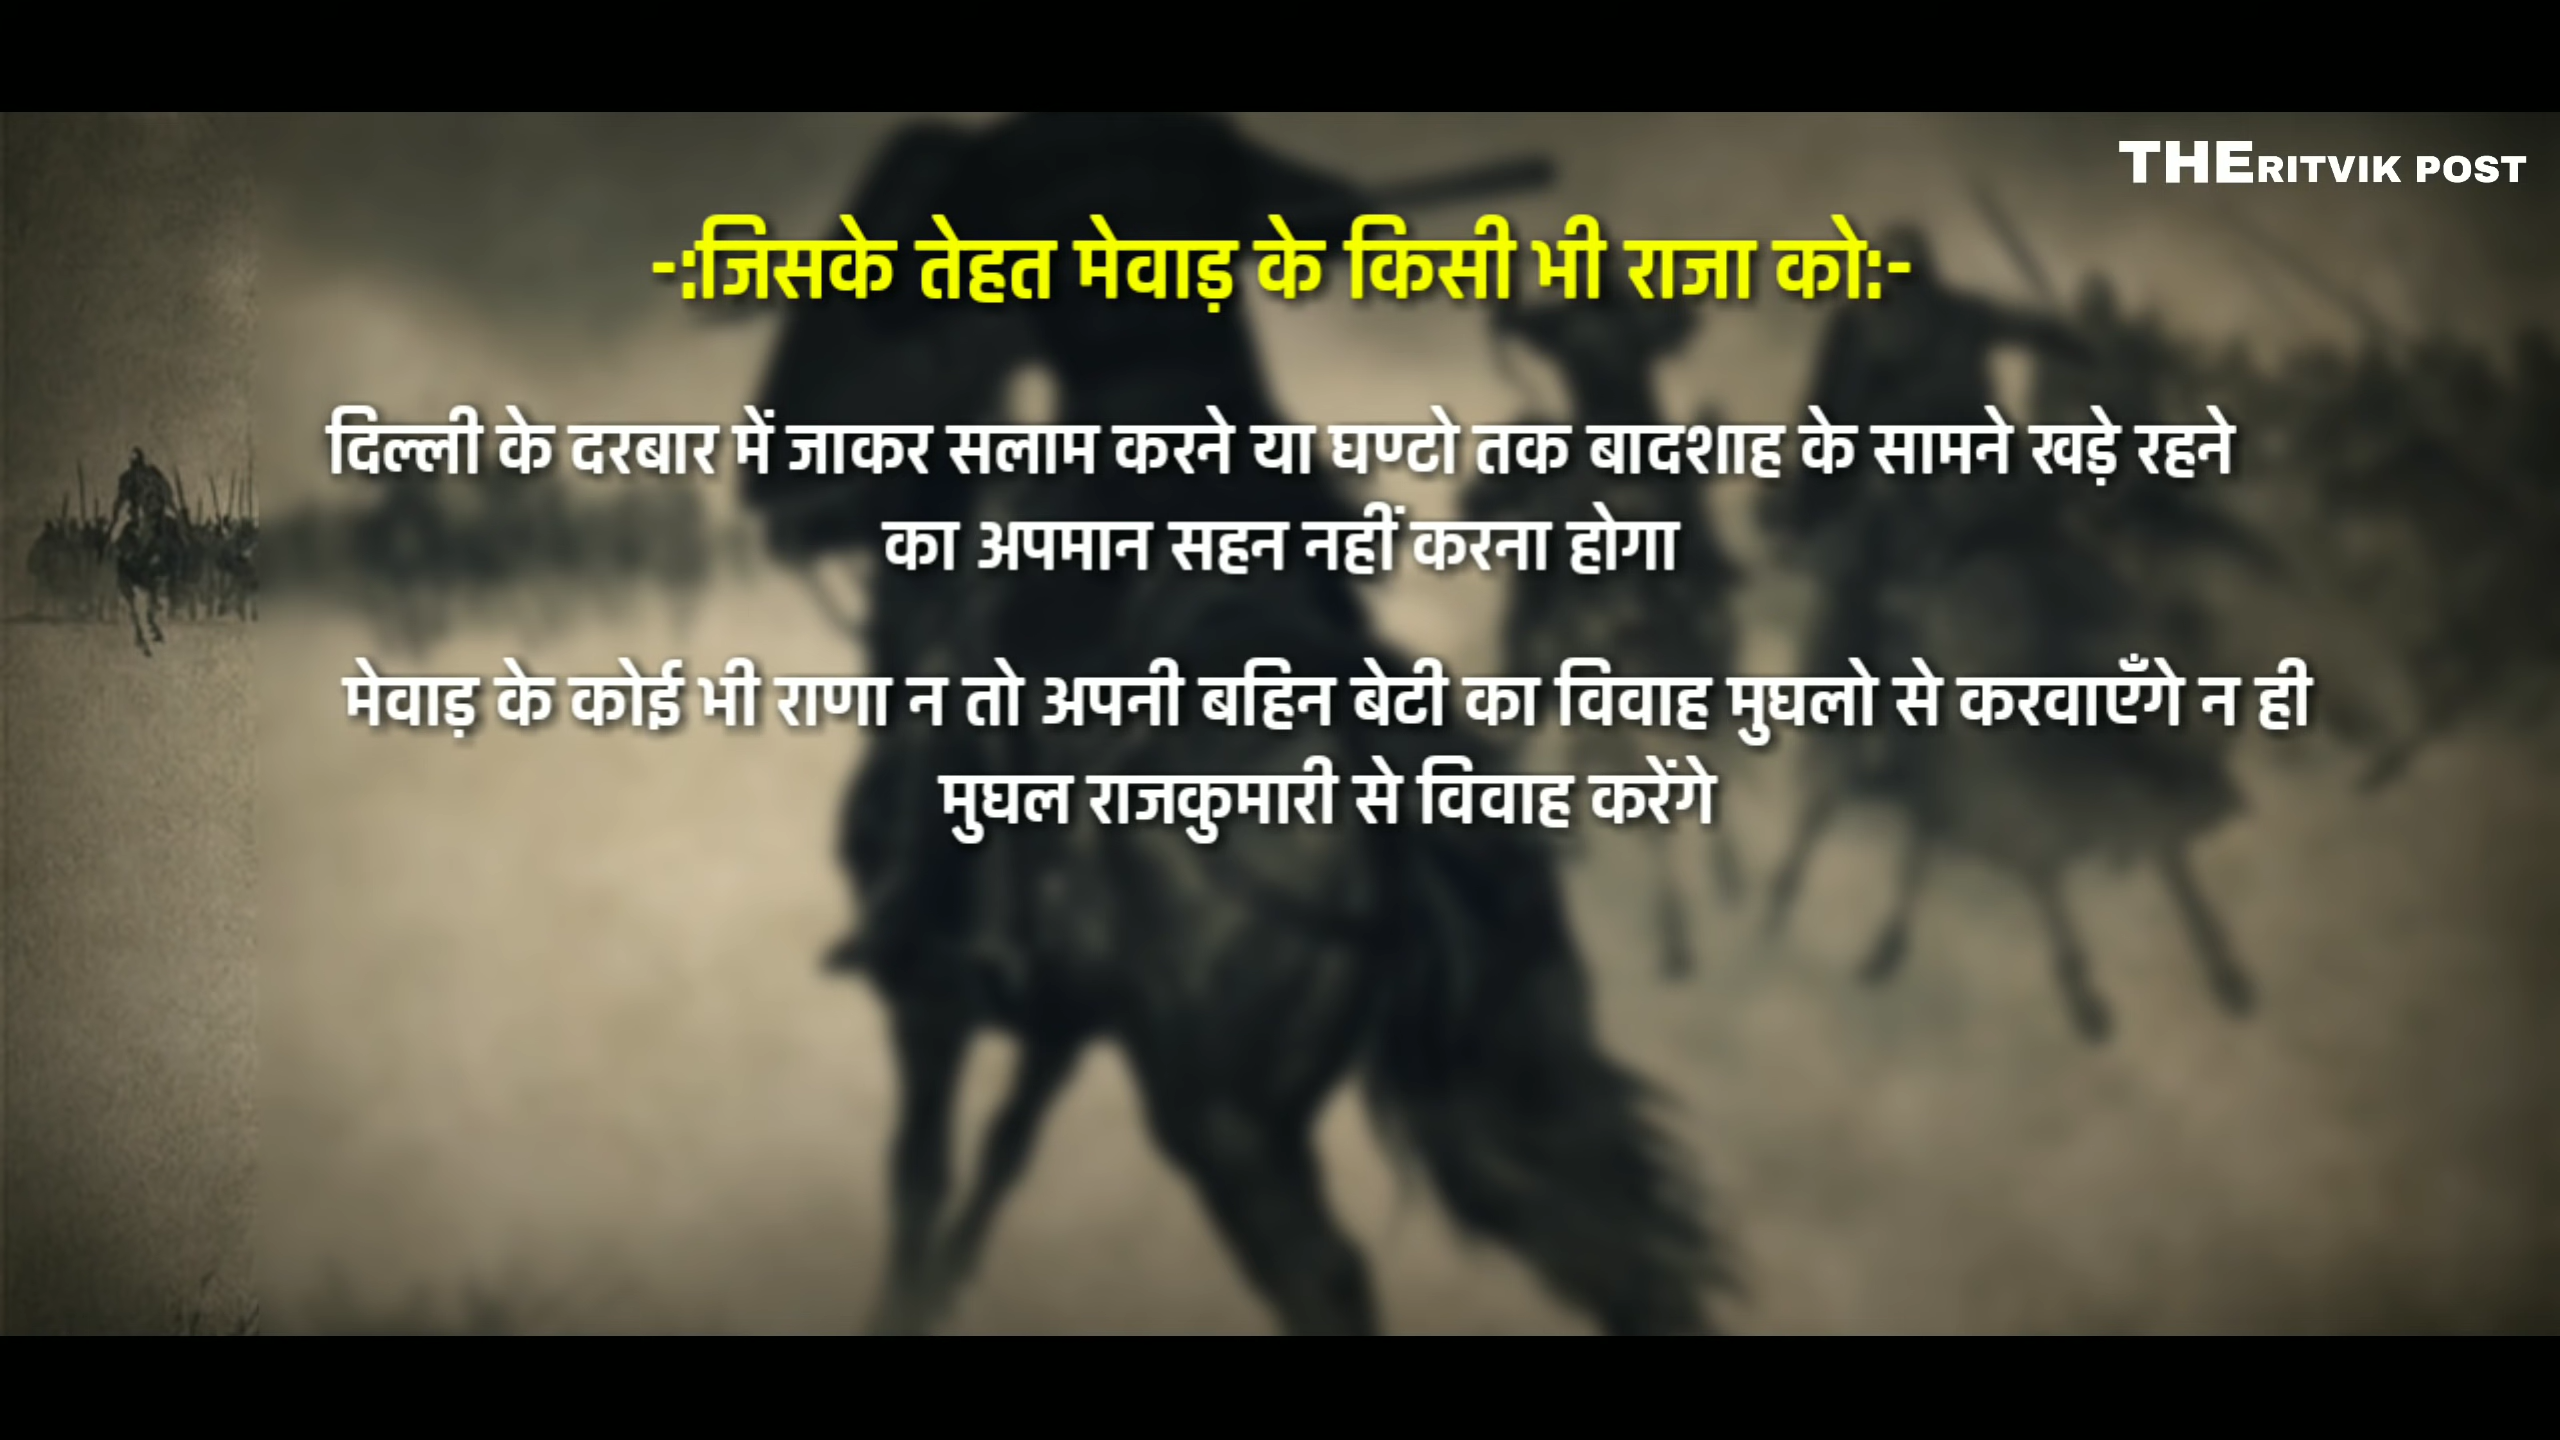 THERITVIK POST
-:जिसके तेहत मेवाड़ के किसी भी राजा को:-
दिल्ली के दरबार में जाकर सलाम करने या घण्टो तक बादशाह के सामने खड़े रहने
का अपमान सहन नहीं करना होगा
मेवाड़ के कोई भी राणा न तो अपनी बहिन बेटी का विवाह मुघलो से करवाएँगे न ही
मुघल राजकुमारी से विवाह करेंगे